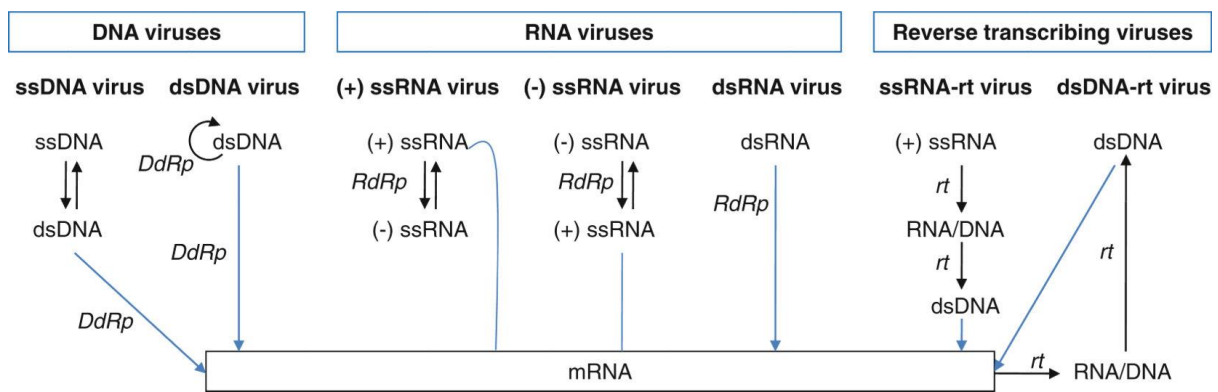 DNA viruses
RNA viruses
Reverse transcribing viruses
ssDNA virus
dsDNA virus
(+) ssRNA virus
(-) ssRNA virus
dsRNA virus
ssRNA-rt virus
dsDNA-rt virus
ssDNA
dsDNA
(+) ssRNA
(-) ssRNA
dsRNA
(+) ssRNA
dsDNA
DdRp
rt
RdRp
RdRp
RdRp
dsDNA
(-) ssRNA
(+) ssRNA
RNA/DNA
DdRp
rt
rt
dsDNA
DdRp
mRNA
rt
RNA/DNA